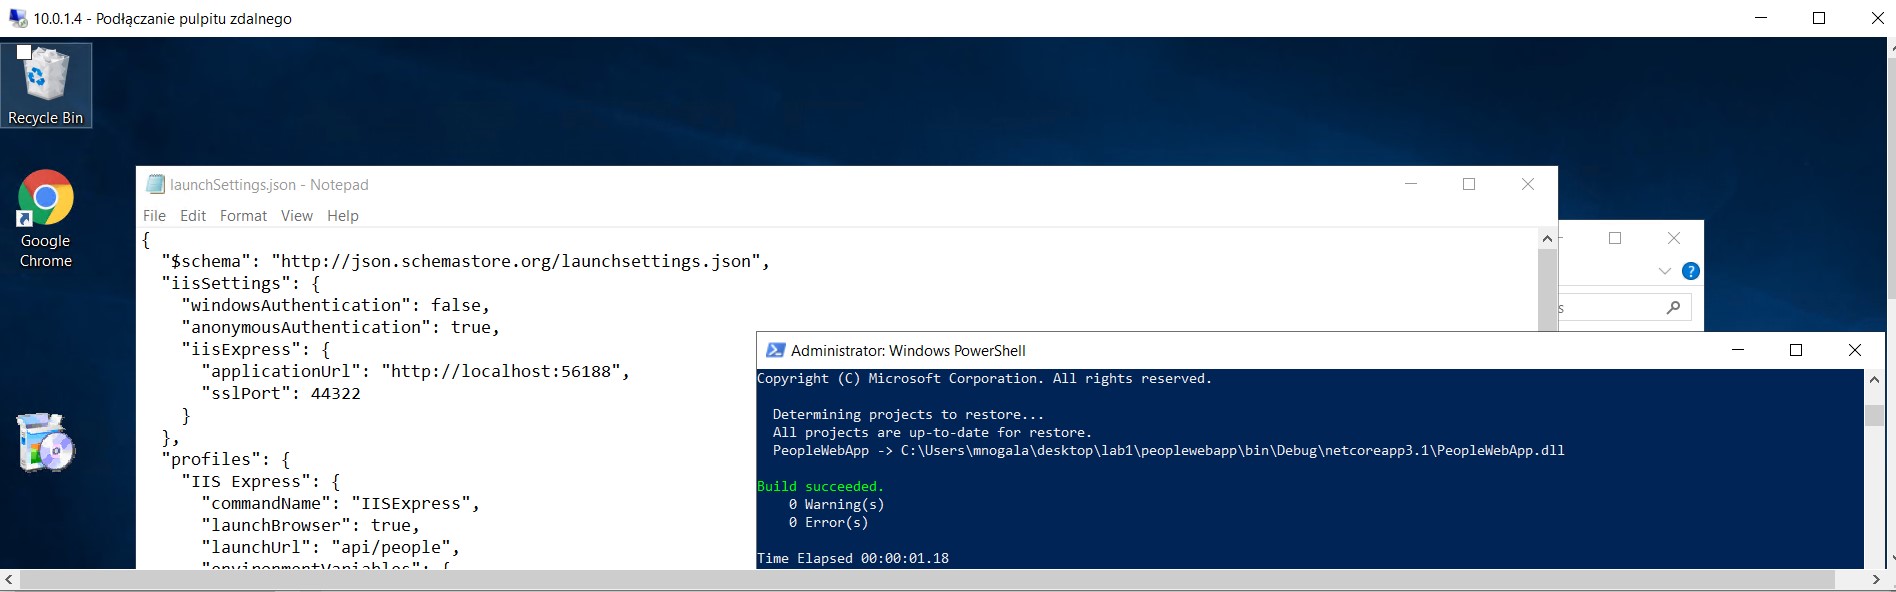 10.0.1.4 - Podłączanie pulpitu zdalnego
Recycle Bin
Google
Chrome
launchSettings.json - Notepad
File Edit Format View Help
{
"$schema": "http://json.schemastore.org/launchsettings.json",
"iisSettings": {
"windowsAuthentication": false,
"anonymousAuthentication": true,
"iisExpress": {
"applicationUrl": "http://localhost:56188",
"sslPort": 44322
}
},
"profiles": {
"IIS Express": {
"commandName": "IISExpress",
"launchBrowser": true,
"launchUrl": "api/people",
"environmentVariables": {
?
s
Administrator: Windows PowerShell
Copyright (C) Microsoft Corporation. All rights reserved.
Determining projects to restore...
All projects are up-to-date for restore.
PeopleWebApp -> C:\Users\mnogala\desktop\lab1\peoplewebapp\bin\Debug\netcoreapp3.1\PeopleWebApp.dll
Build succeeded.
0 Warning(s)
0 Error(s)
Time Elapsed 00:00:01.18